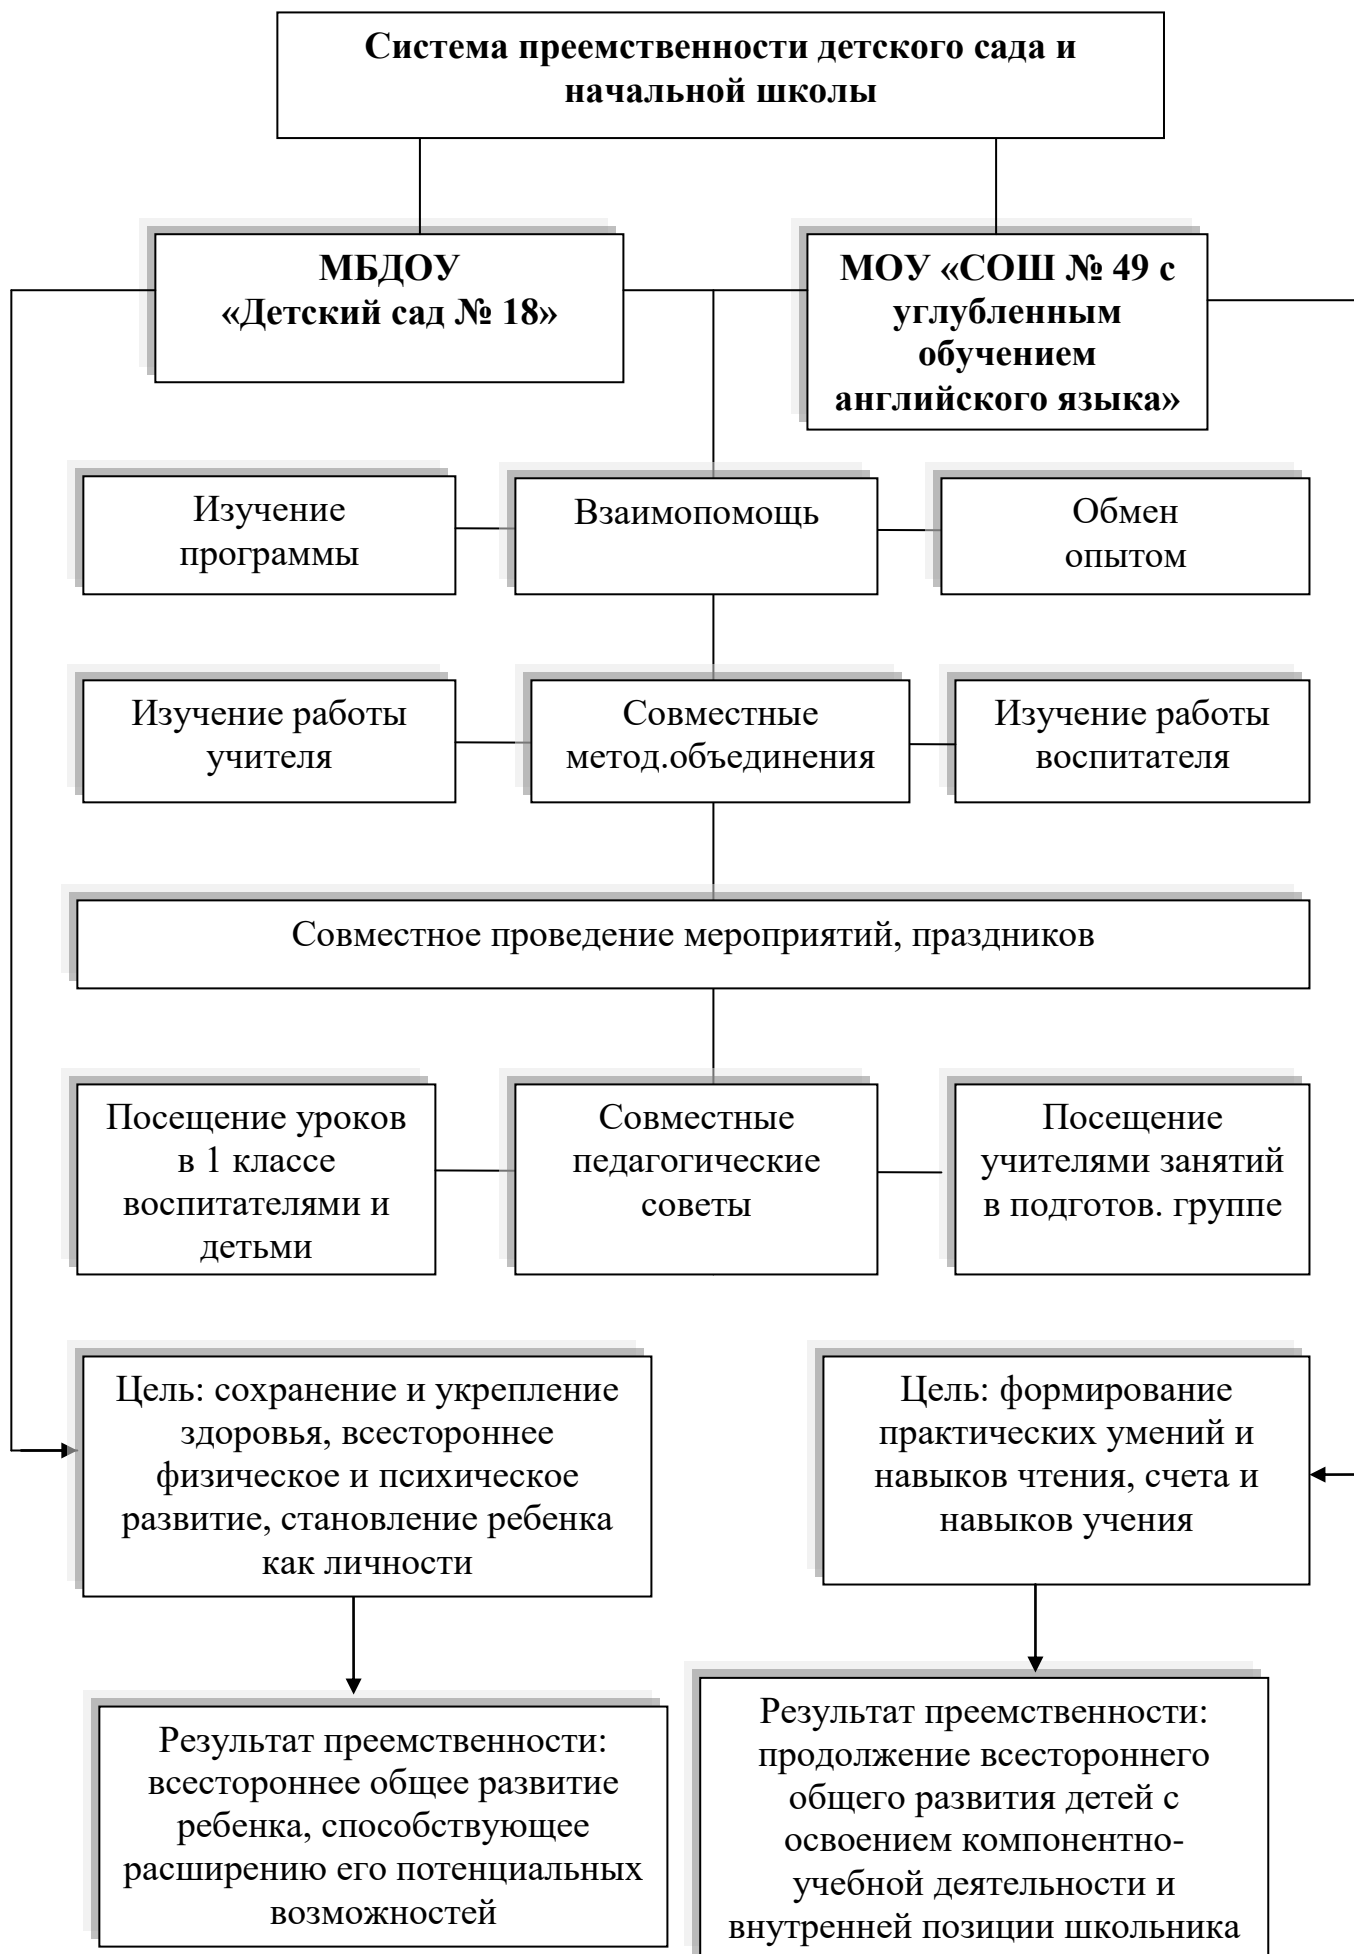 Система преемственности детского сада и
начальной школы
МБДОУ
«Детский сад № 18»
МОУ «СОШ № 49 с
углубленным
обучением
английского языка»
Изучение
программы
Взаимопомощь
Обмен
опытом
Изучение работы
учителя
Совместные
метод.объединения
Изучение работы
воспитателя
Совместное проведение мероприятий, праздников
Посещение уроков
в 1 классе
воспитателями и
детьми
Совместные
педагогические
советы
Посещение
учителями занятий
в подготов. группе
Цель: сохранение и укрепление
здоровья, всестороннее
физическое и психическое
развитие, становление ребенка
как личности
Цель: формирование
практических умений и
навыков чтения, счета и
навыков учения
Результат преемственности:
всестороннее общее развитие
ребенка, способствующее
расширению его потенциальных
возможностей
Результат преемственности:
продолжение всестороннего
общего развития детей с
освоением компонентно-
учебной деятельности и
внутренней позиции школьника